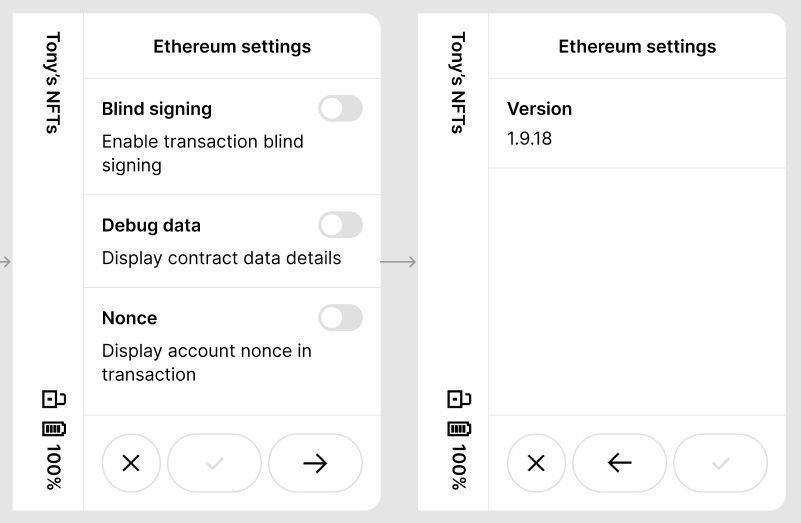 Tony's NFTs
100%
Ethereum settings
Blind signing
Enable transaction blind
signing
Debug data
Display contract data details
Nonce
Display account nonce in
transaction
Tony's NFTs
100%
Ethereum settings
Version
1.9.18